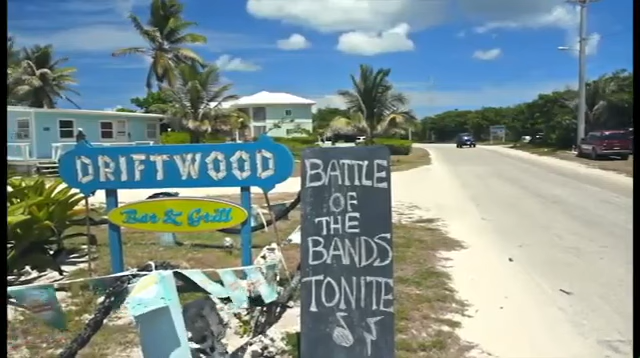 DRIFTWOOD
Bar & Grill
BATTLE
OF
THE
BANDS
TONITE